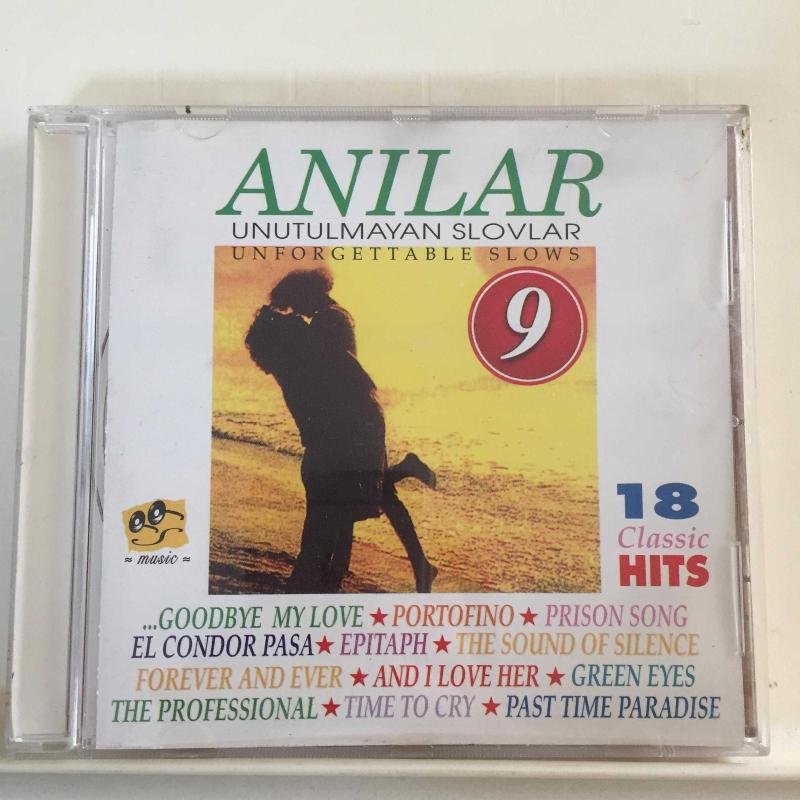 ANILAR
UNUTULMAYAN SLOVLAR
UNFORGETTABLE SLOWS
9
18
Classic
HITS
≈ music ≈
...GOODBYE MY LOVE ★ PORTOFINO ★ PRISON SONG
EL CONDOR PASA ★ EPITAPH ★ THE SOUND OF SILENCE
FOREVER AND EVER ★ AND I LOVE HER ★ GREEN EYES
THE PROFESSIONAL ★ TIME TO CRY ★ PAST TIME PARADISE